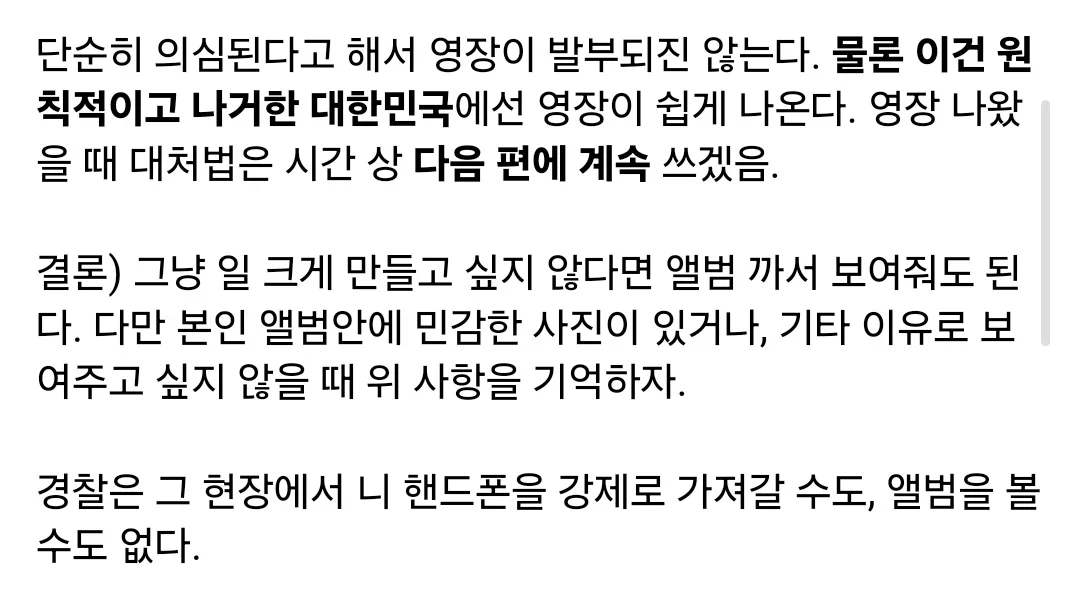 단순히 의심된다고 해서 영장이 발부되진 않는다. 물론 이건 원
칙적이고 나거한 대한민국에선 영장이 쉽게 나온다. 영장 나왔
을 때 대처법은 시간 상 다음 편에 계속 쓰겠음.
결론) 그냥 일 크게 만들고 싶지 않다면 앨범 까서 보여줘도 된
다. 다만 본인 앨범안에 민감한 사진이 있거나, 기타 이유로 보
여주고 싶지 않을 때 위 사항을 기억하자.
경찰은 그 현장에서 니 핸드폰을 강제로 가져갈 수도, 앨범을 볼
수도 없다.